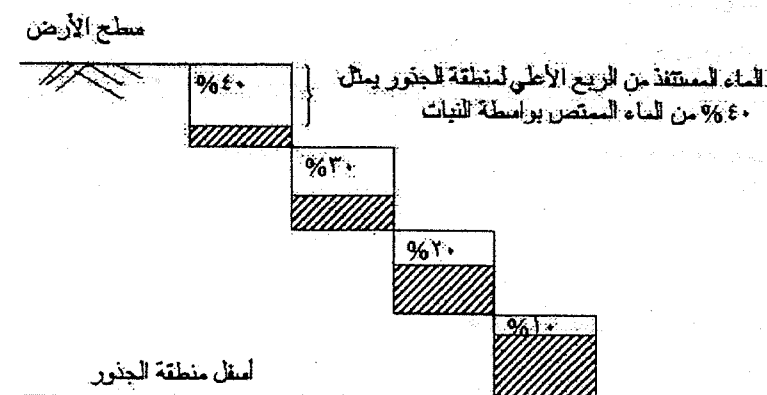 سطح الأرض
%٤٠
الماء المستنفذ من الربع الأعلي لمنطقة الجذور يمثل
٤٠% من الماء الممتص بواسطة النبات
%٣٠
%٢٠
%١٠
أسفل منطقة الجذور